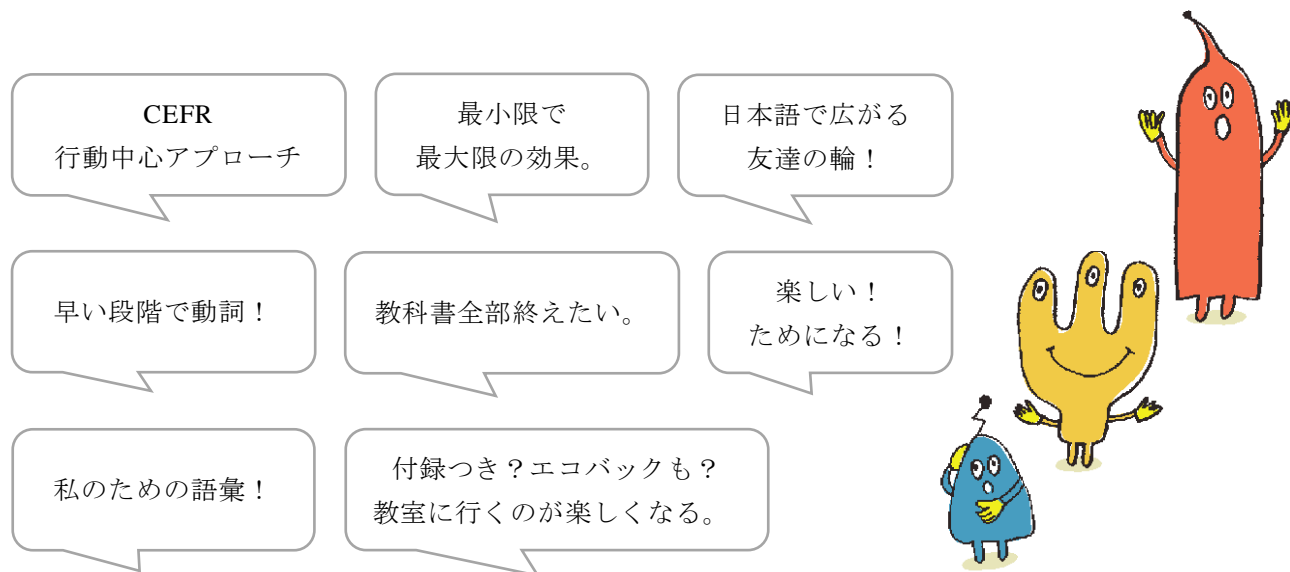 CEFR
行動中心アプローチ
最小限で
最大限の効果。
日本語で広がる
友達の輪！
早い段階で動詞！
教科書全部終えたい。
楽しい！
ためになる！
私のための語彙！
付録つき？エコバックも？
教室に行くのが楽しくなる。